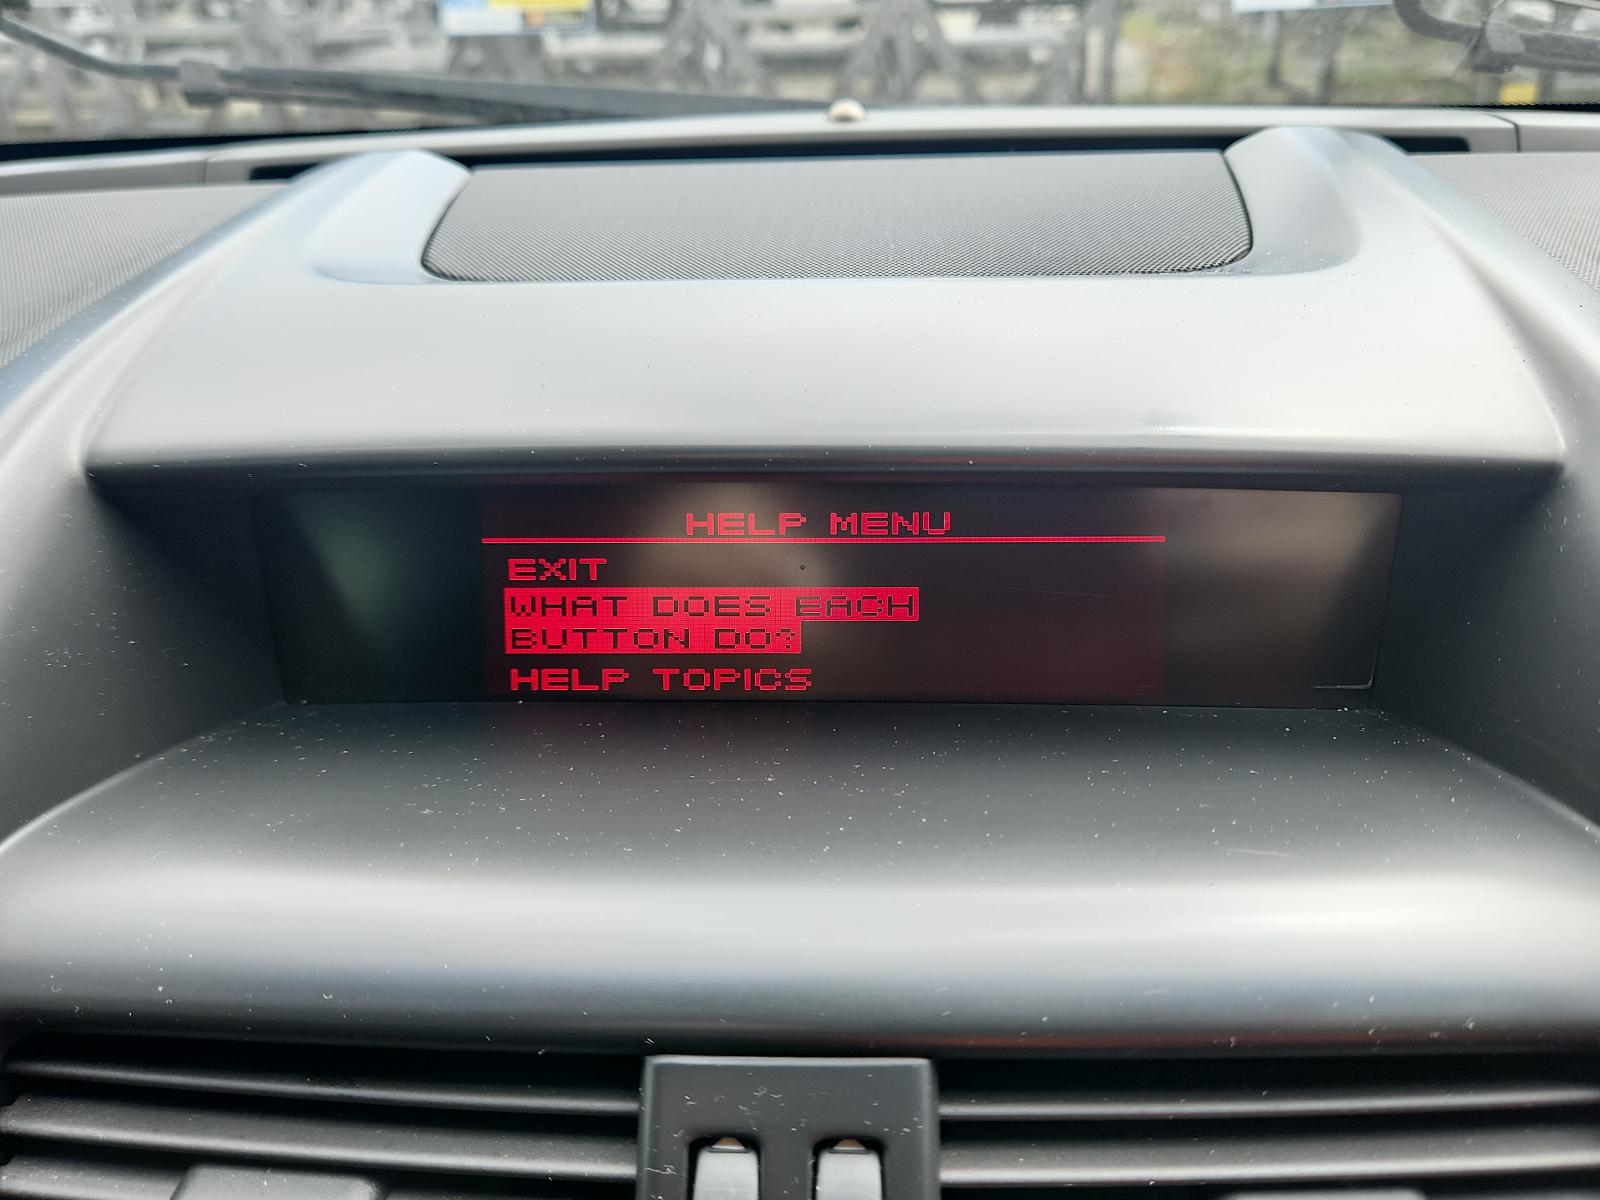 HELP MENU
EXIT
WHAT DOES EACH
BUTTON DO?
HELP TOPICS